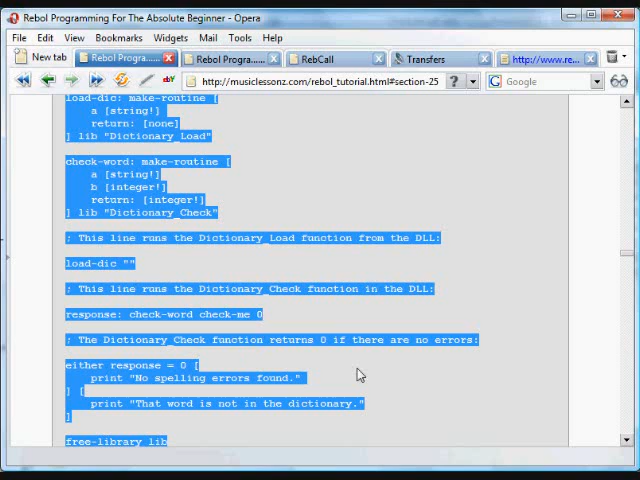 Rebol Programming For The Absolute Beginner - Opera
File Edit View Bookmarks Widgets Mail Tools Help
New tab Rebol Progra... Rebol Progra... RebCall Transfers http://www.re...
http://musiclessonz.com/rebol_tutorial.html#section-25 ? Google
load-dic: make-routine [
a [string!]
return: [none]
] lib "Dictionary_Load"
check-word: make-routine [
a [string!]
b [integer!]
return: [integer!]
] lib "Dictionary_Check"
; This line runs the Dictionary_Load function from the DLL:
load-dic ""
; This line runs the Dictionary_Check function in the DLL:
response: check-word check-me 0
; The Dictionary_Check function returns 0 if there are no errors:
either response = 0 [
print "No spelling errors found."
] [
print "That word is not in the dictionary."
]
free-library lib